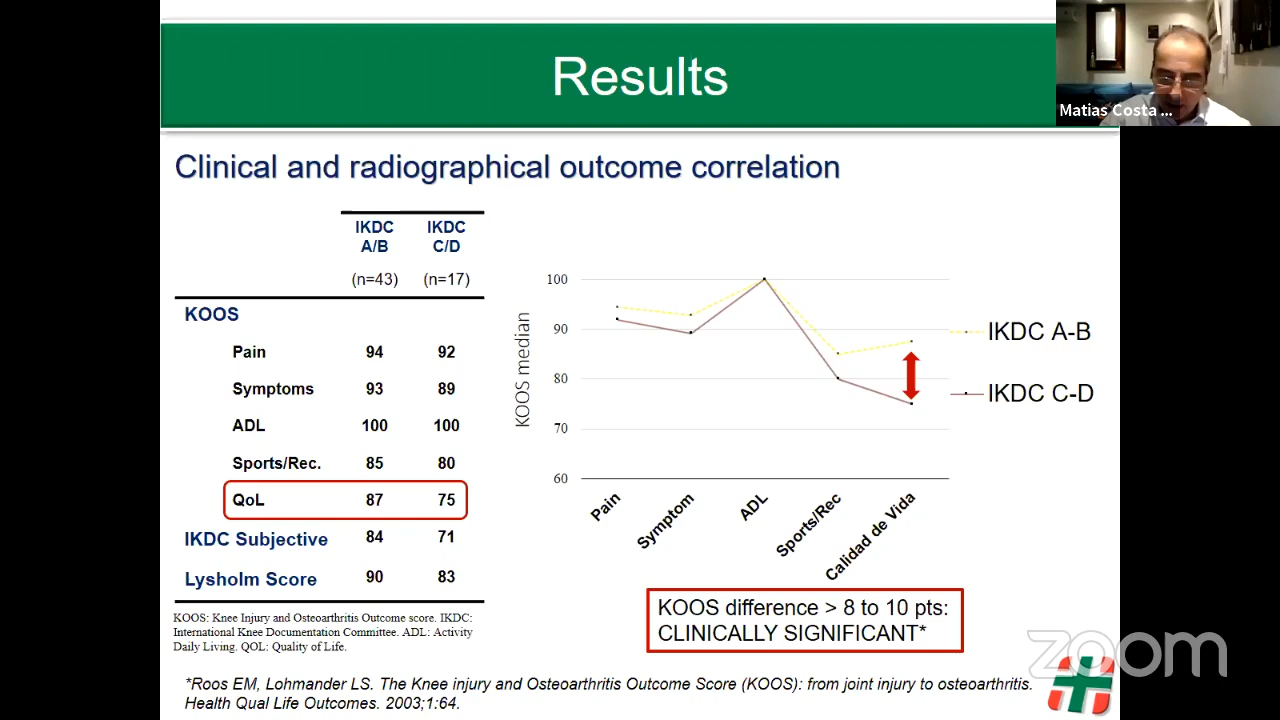 Results
Matias Costa ...
Clinical and radiographical outcome correlation
IKDC A/B IKDC C/D
(n=43) (n=17)
KOOS
Pain 94 92
Symptoms 93 89
ADL 100 100
Sports/Rec. 85 80
QoL 87 75
IKDC Subjective 84 71
Lysholm Score 90 83
KOOS: Knee Injury and Osteoarthritis Outcome score. IKDC:
International Knee Documentation Committee. ADL: Activity
Daily Living. QOL: Quality of Life.
KOOS median
100
90
80
70
60
Pain
Symptom
ADL
Sports/Rec
Calidad de Vida
IKDC A-B
IKDC C-D
KOOS difference > 8 to 10 pts:
CLINICALLY SIGNIFICANT*
zoom
*Roos EM, Lohmander LS. The Knee injury and Osteoarthritis Outcome Score (KOOS): from joint injury to osteoarthritis.
Health Qual Life Outcomes. 2003;1:64.